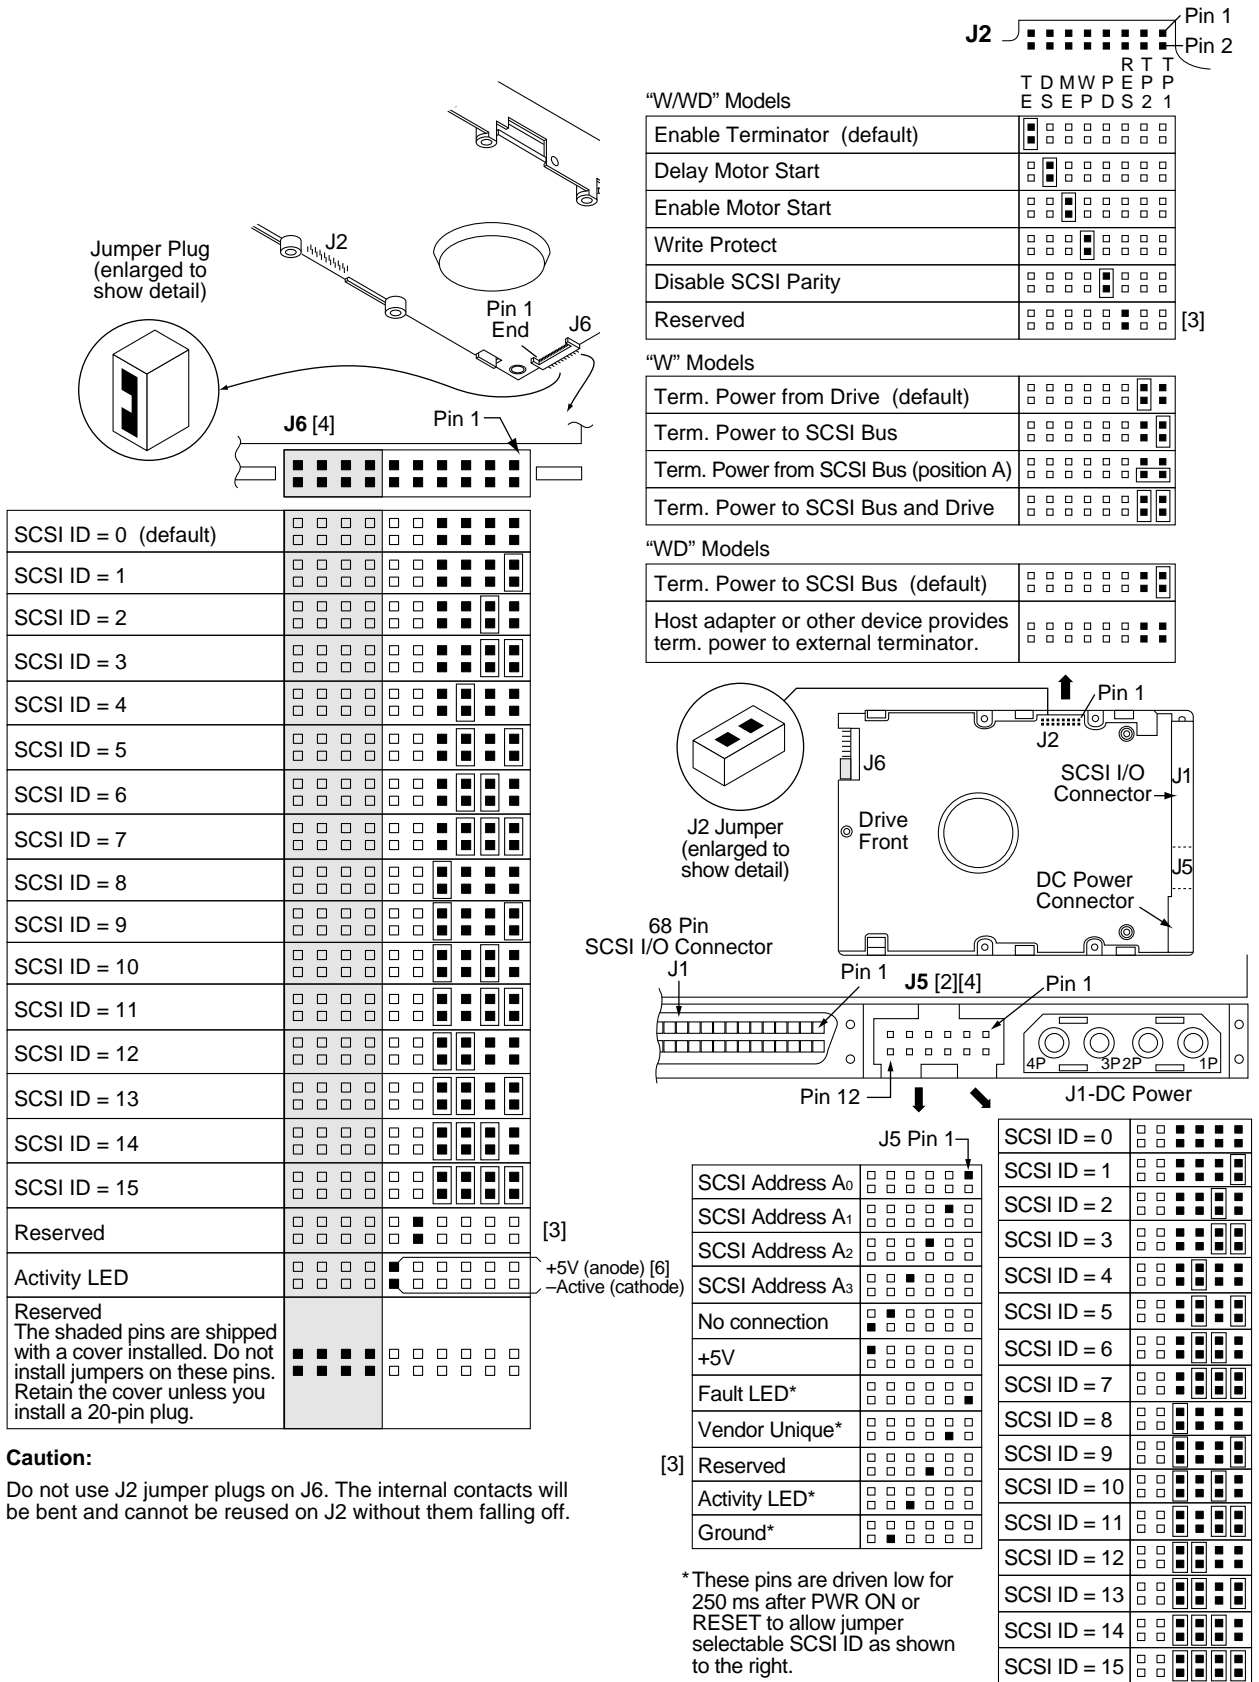 J2
Pin 1
Pin 2
TE DS ME WP PD RES TP2 TP1
“W/WD” Models
Enable Terminator (default)
Delay Motor Start
Enable Motor Start
Write Protect
Disable SCSI Parity
Reserved [3]
“W” Models
Term. Power from Drive (default)
Term. Power to SCSI Bus
Term. Power from SCSI Bus (position A)
Term. Power to SCSI Bus and Drive
“WD” Models
Term. Power to SCSI Bus (default)
Host adapter or other device provides
term. power to external terminator.
Jumper Plug
(enlarged to
show detail)
J2
Pin 1
End
J6
J6 [4]
Pin 1
SCSI ID = 0 (default)
SCSI ID = 1
SCSI ID = 2
SCSI ID = 3
SCSI ID = 4
SCSI ID = 5
SCSI ID = 6
SCSI ID = 7
SCSI ID = 8
SCSI ID = 9
SCSI ID = 10
SCSI ID = 11
SCSI ID = 12
SCSI ID = 13
SCSI ID = 14
SCSI ID = 15
Reserved [3]
Activity LED
+5V (anode) [6]
–Active (cathode)
Reserved
The shaded pins are shipped
with a cover installed. Do not
install jumpers on these pins.
Retain the cover unless you
install a 20-pin plug.
Caution:
Do not use J2 jumper plugs on J6. The internal contacts will
be bent and cannot be reused on J2 without them falling off.
J2 Jumper
(enlarged to
show detail)
Pin 1
J2
J6
SCSI I/O
Connector
J1
Drive
Front
J5
DC Power
Connector
68 Pin
SCSI I/O Connector
J1
Pin 1
J5 [2][4]
Pin 1
4P 3P 2P 1P
Pin 12
J1-DC Power
J5 Pin 1
SCSI Address A0
SCSI Address A1
SCSI Address A2
SCSI Address A3
No connection
+5V
Fault LED*
Vendor Unique*
[3] Reserved
Activity LED*
Ground*
*These pins are driven low for
250 ms after PWR ON or
RESET to allow jumper
selectable SCSI ID as shown
to the right.
SCSI ID = 0
SCSI ID = 1
SCSI ID = 2
SCSI ID = 3
SCSI ID = 4
SCSI ID = 5
SCSI ID = 6
SCSI ID = 7
SCSI ID = 8
SCSI ID = 9
SCSI ID = 10
SCSI ID = 11
SCSI ID = 12
SCSI ID = 13
SCSI ID = 14
SCSI ID = 15